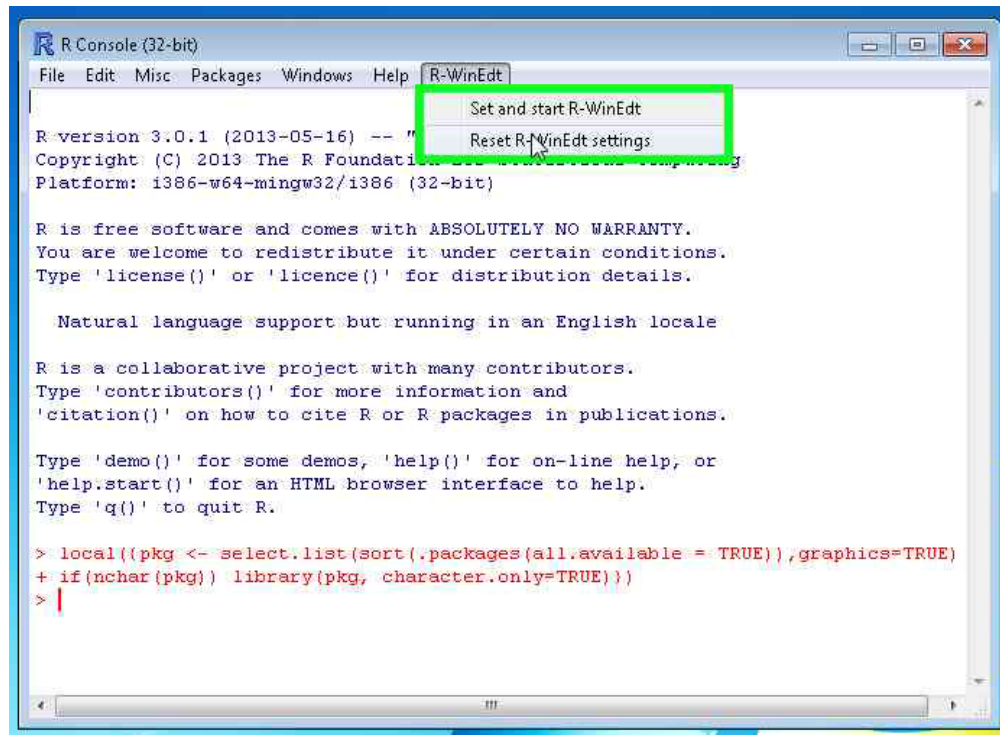 R Console (32-bit)
File Edit Misc Packages Windows Help R-WinEdt
Set and start R-WinEdt
Reset R-WinEdt settings
R version 3.0.1 (2013-05-16) -- "
Copyright (C) 2013 The R Foundati
Platform: i386-w64-mingw32/i386 (32-bit)
R is free software and comes with ABSOLUTELY NO WARRANTY.
You are welcome to redistribute it under certain conditions.
Type 'license()' or 'licence()' for distribution details.
Natural language support but running in an English locale
R is a collaborative project with many contributors.
Type 'contributors()' for more information and
'citation()' on how to cite R or R packages in publications.
Type 'demo()' for some demos, 'help()' for on-line help, or
'help.start()' for an HTML browser interface to help.
Type 'q()' to quit R.
> local({pkg <- select.list(sort(.packages(all.available = TRUE)),graphics=TRUE)
+ if(nchar(pkg)) library(pkg, character.only=TRUE)})
>